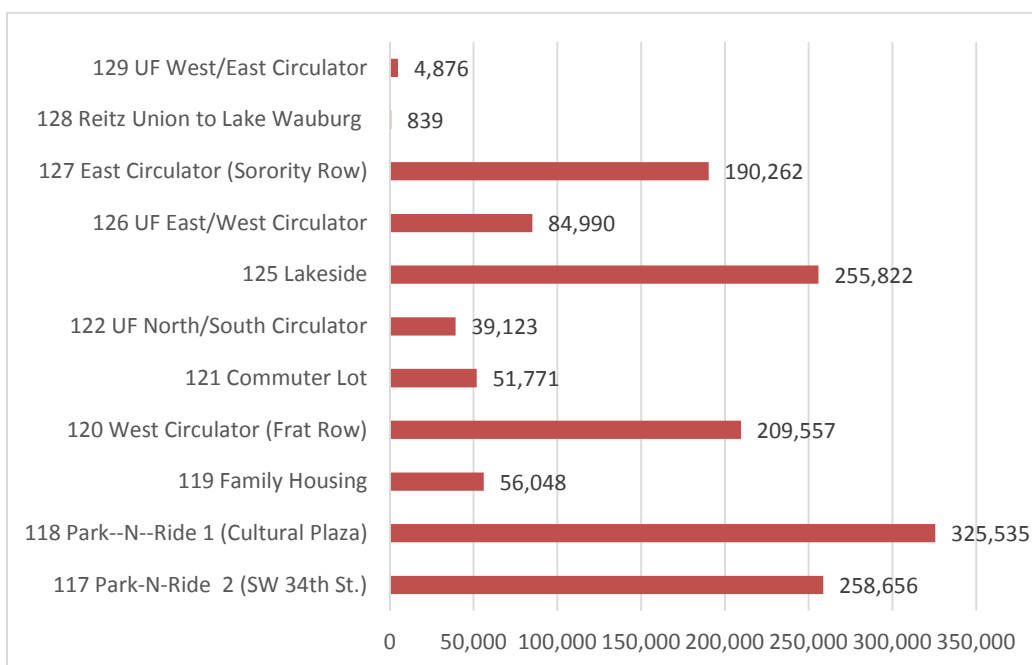 129 UF West/East Circulator 4,876
128 Reitz Union to Lake Wauburg 839
127 East Circulator (Sorority Row) 190,262
126 UF East/West Circulator 84,990
125 Lakeside 255,822
122 UF North/South Circulator 39,123
121 Commuter Lot 51,771
120 West Circulator (Frat Row) 209,557
119 Family Housing 56,048
118 Park--N--Ride 1 (Cultural Plaza) 325,535
117 Park-N-Ride 2 (SW 34th St.) 258,656
0 50,000 100,000 150,000 200,000 250,000 300,000 350,000